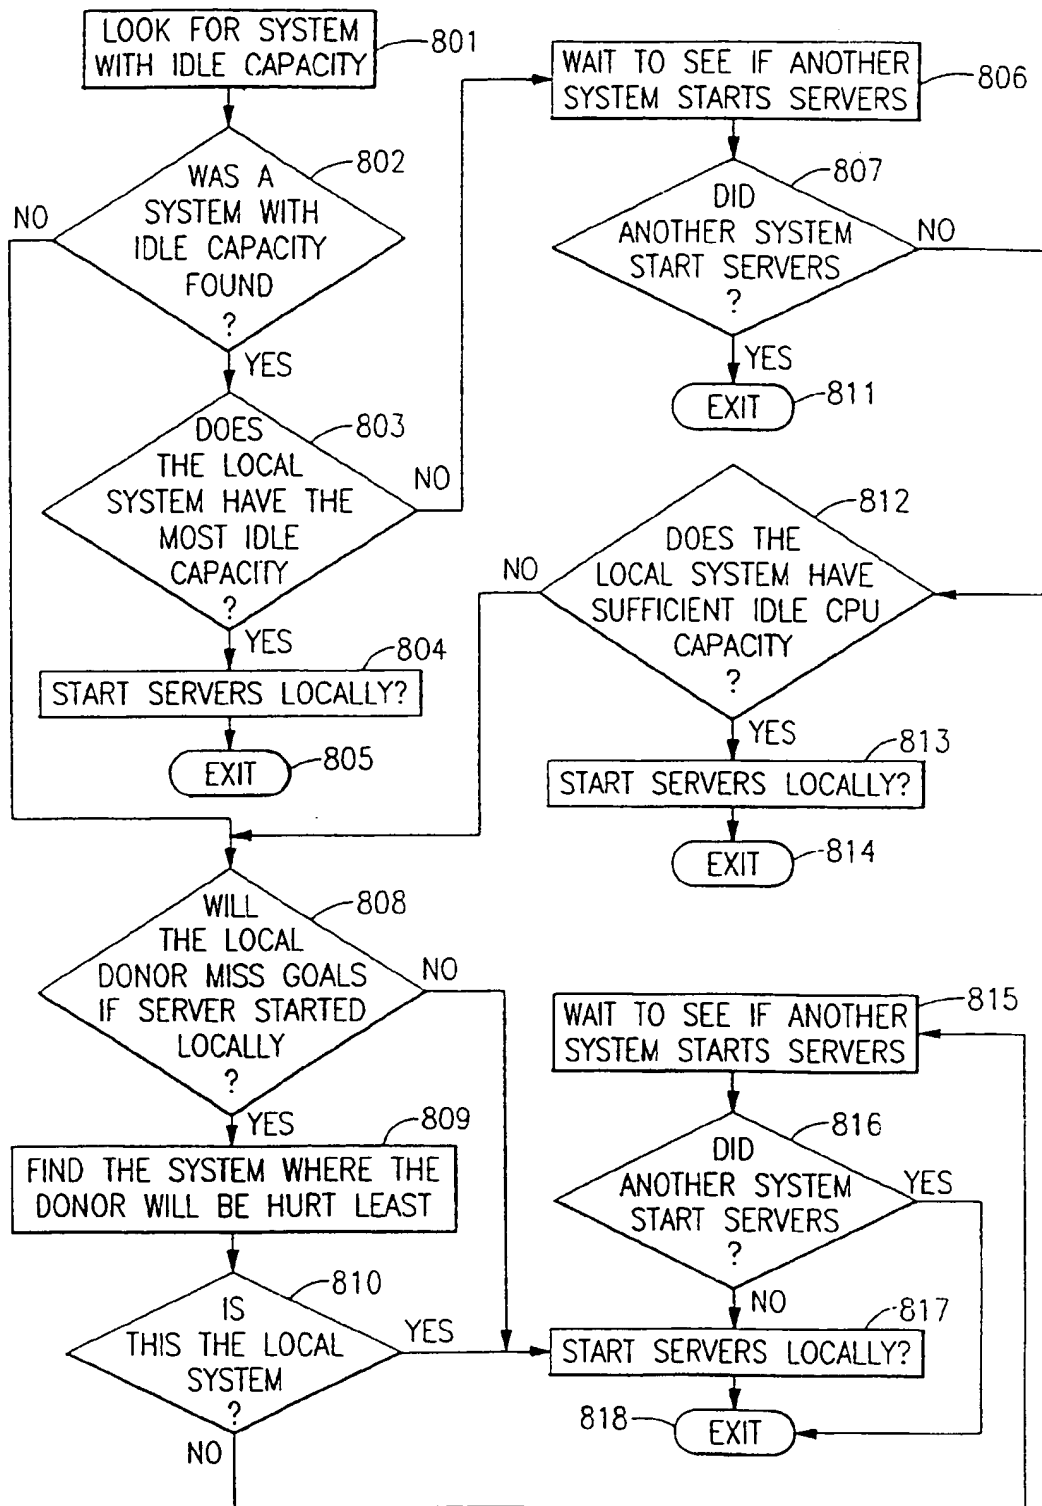 LOOK FOR SYSTEM
WITH IDLE CAPACITY
801
WAS A
SYSTEM WITH
IDLE CAPACITY
FOUND
?
802
NO
YES
DOES
THE LOCAL
SYSTEM HAVE THE
MOST IDLE
CAPACITY
?
803
NO
YES
804
START SERVERS LOCALLY?
EXIT
805
WAIT TO SEE IF ANOTHER
SYSTEM STARTS SERVERS
806
807
DID
ANOTHER SYSTEM
START SERVERS
?
NO
YES
EXIT
811
812
DOES THE
LOCAL SYSTEM HAVE
SUFFICIENT IDLE CPU
CAPACITY
?
NO
YES
813
START SERVERS LOCALLY?
EXIT
814
WILL
THE LOCAL
DONOR MISS GOALS
IF SERVER STARTED
LOCALLY
?
808
NO
YES
809
FIND THE SYSTEM WHERE THE
DONOR WILL BE HURT LEAST
810
IS
THIS THE LOCAL
SYSTEM
?
YES
NO
815
WAIT TO SEE IF ANOTHER
SYSTEM STARTS SERVERS
816
DID
ANOTHER SYSTEM
START SERVERS
?
YES
NO
817
START SERVERS LOCALLY?
818
EXIT